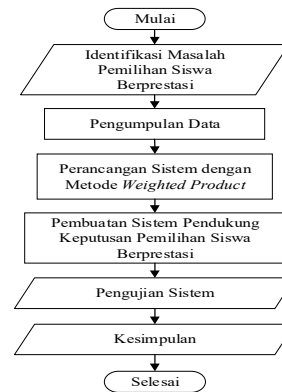 Mulai
Identifikasi Masalah
Pemilihan Siswa
Berprestasi
Pengumpulan Data
Perancangan Sistem dengan
Metode Weighted Product
Pembuatan Sistem Pendukung
Keputusan Pemilihan Siswa
Berprestasi
Pengujian Sistem
Kesimpulan
Selesai